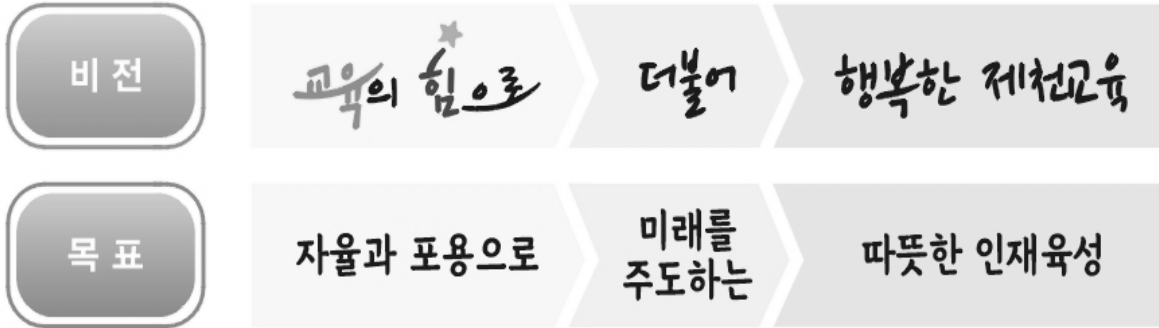 비 전
교육의 힘으로
더불어
행복한 제천교육
목 표
자율과 포용으로
미래를
주도하는
따뜻한 인재육성